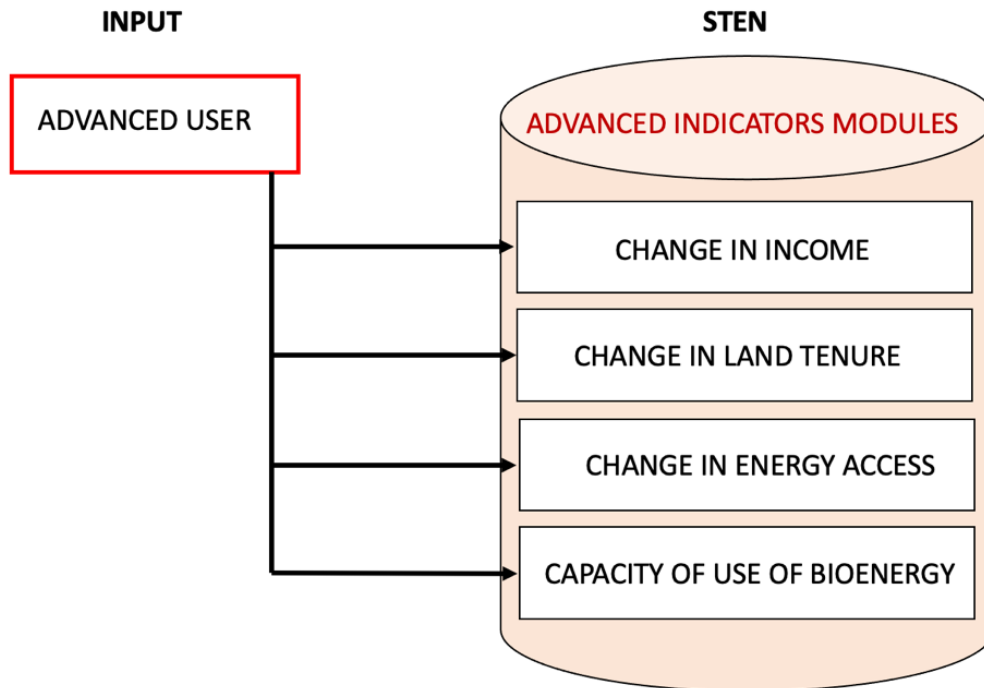 INPUT
STEN
ADVANCED USER
ADVANCED INDICATORS MODULES
CHANGE IN INCOME
CHANGE IN LAND TENURE
CHANGE IN ENERGY ACCESS
CAPACITY OF USE OF BIOENERGY